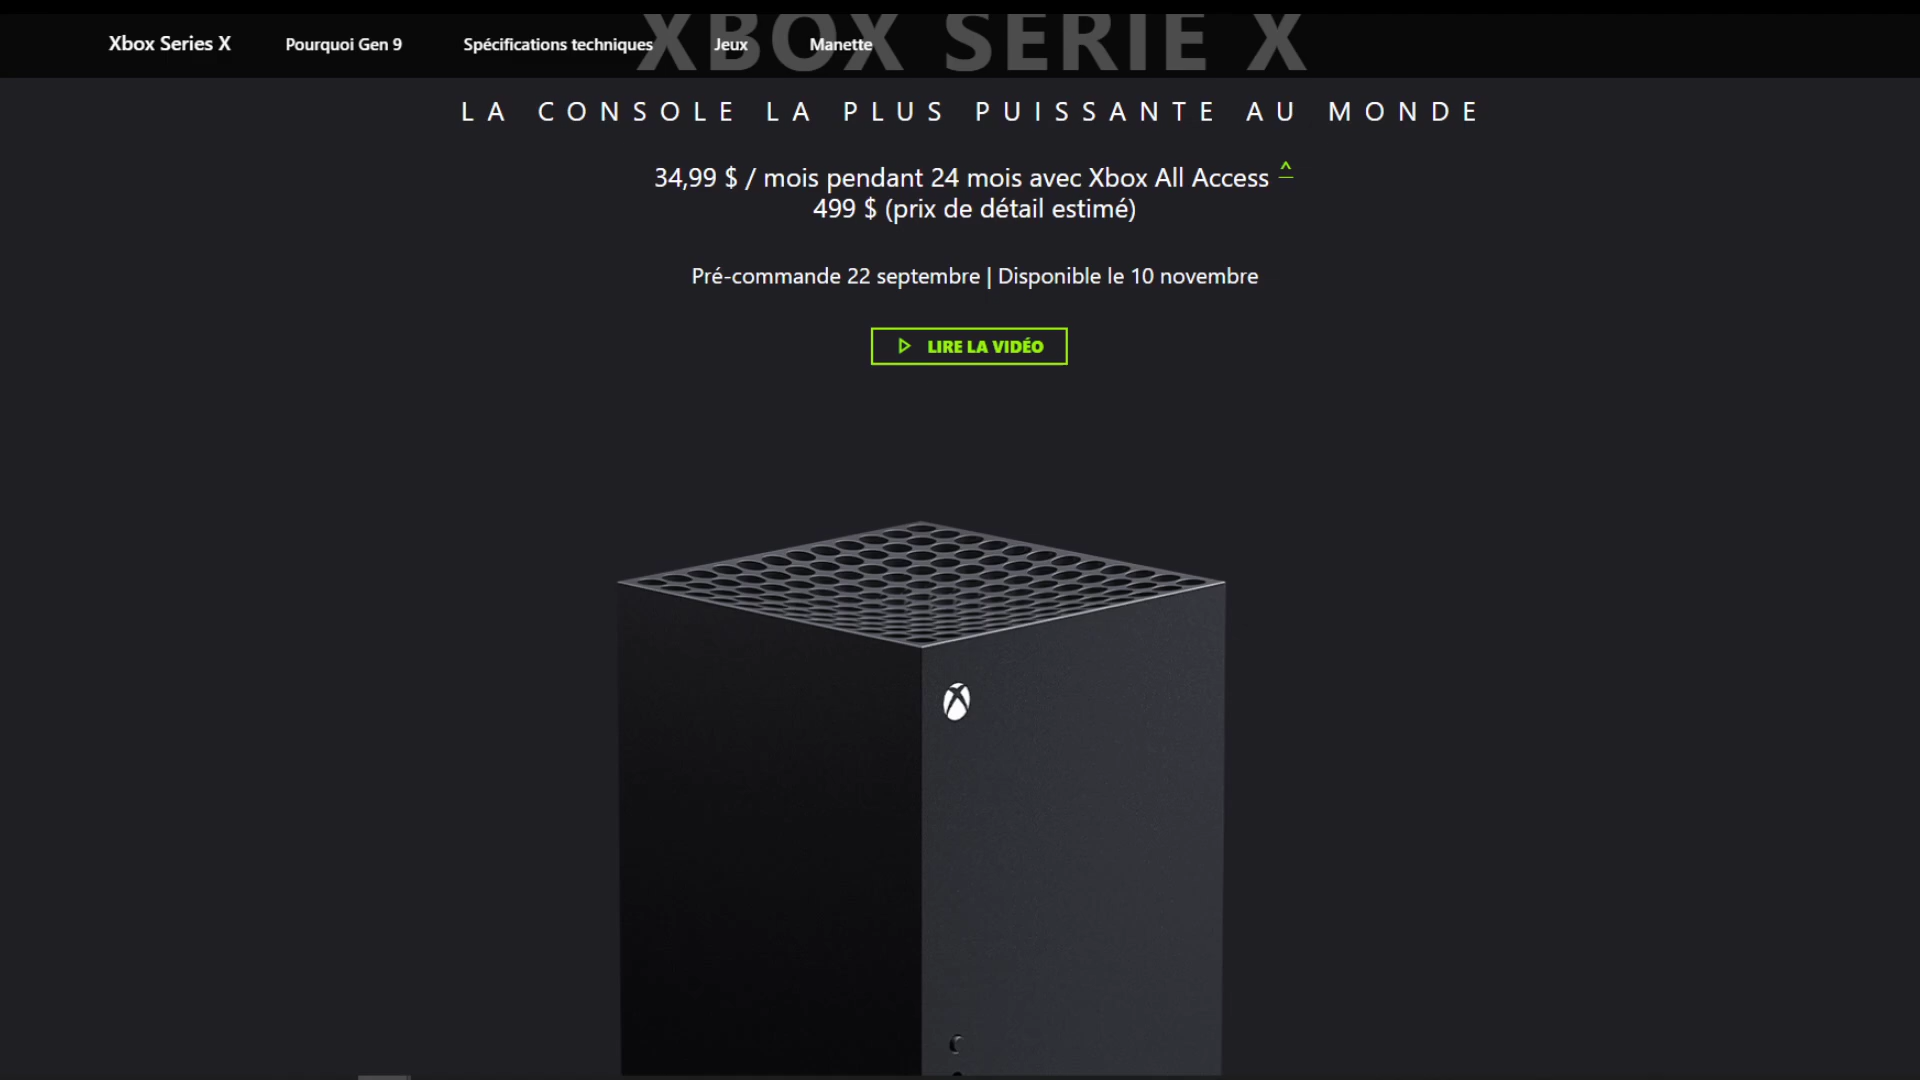 Xbox Series X Pourquoi Gen 9 Spécifications techniques Jeux Manette
XBOX SERIE X
LA CONSOLE LA PLUS PUISSANTE AU MONDE
34,99 $ / mois pendant 24 mois avec Xbox All Access ^
499 $ (prix de détail estimé)
Pré-commande 22 septembre | Disponible le 10 novembre
LIRE LA VIDÉO